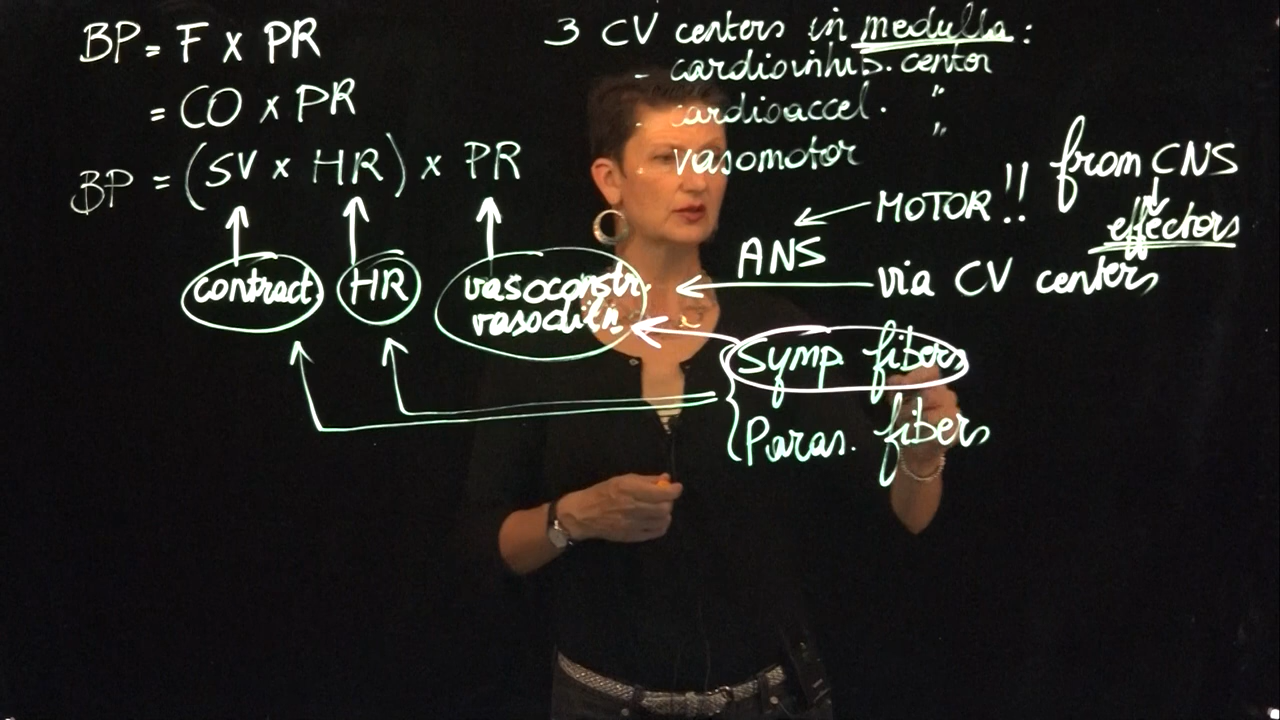 BP = F x PR
= CO x PR
BP = (SV x HR) x PR
contract.
HR
vasoconstr.
vasodil'n
3 CV centers in medulla:
- cardioinhib. center
- cardioaccel. "
- vasomotor "
MOTOR!! from CNS
effectors
ANS
via CV centers
Symp fibers
Paras. fibers